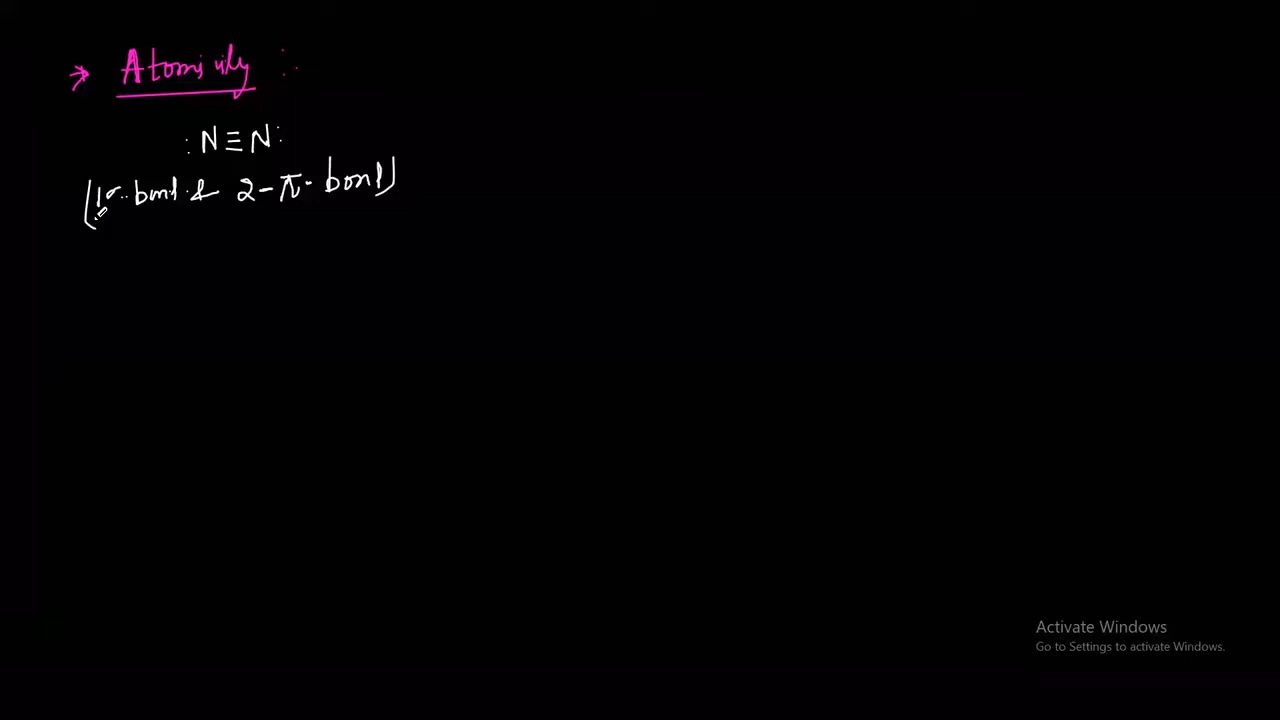 → Atomicity :
:N≡N:
(1σ-bond & 2-π-bond)
Activate Windows
Go to Settings to activate Windows.